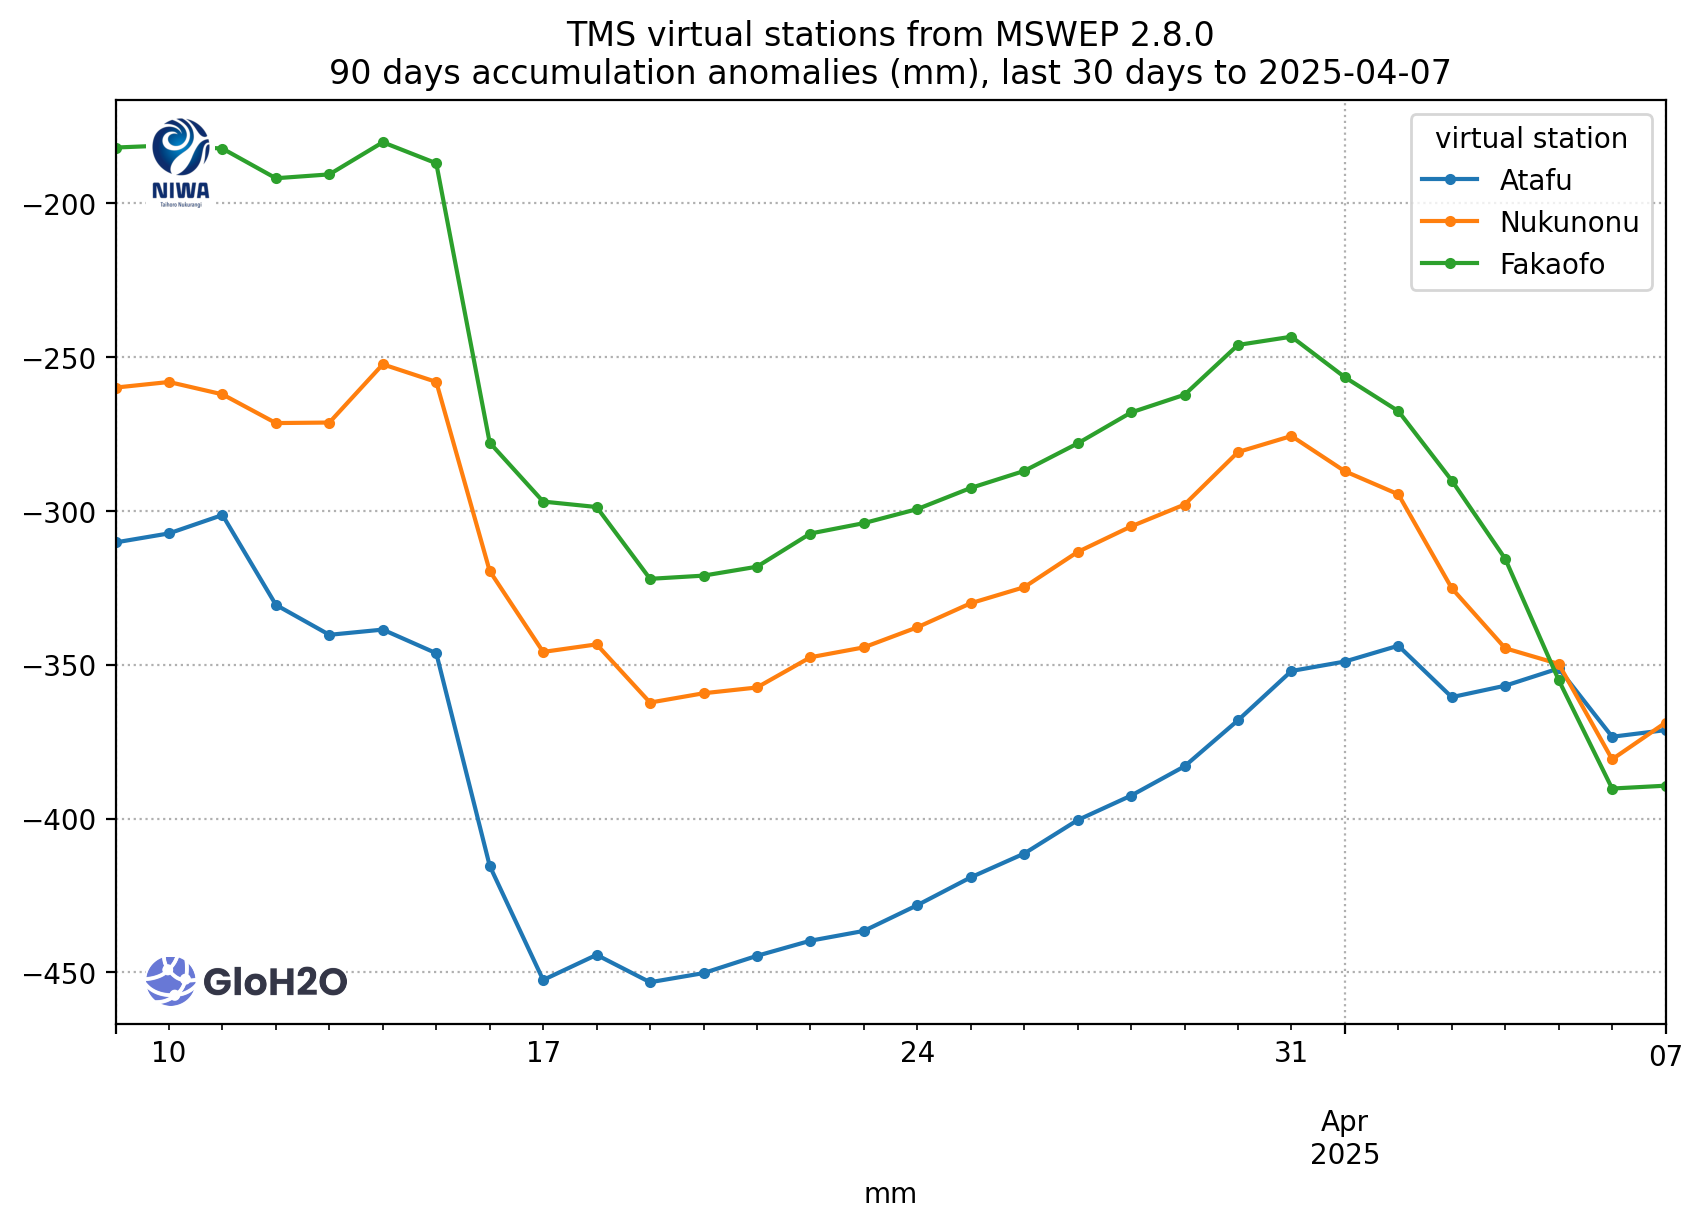 TMS virtual stations from MSWEP 2.8.0
90 days accumulation anomalies (mm), last 30 days to 2025-04-07
NIWA
Taihoro Nukurangi
virtual station
Atafu
Nukunonu
Fakaofo
−200
−250
−300
−350
−400
−450
GloH2O
10 17 24 31 07
Apr
2025
mm